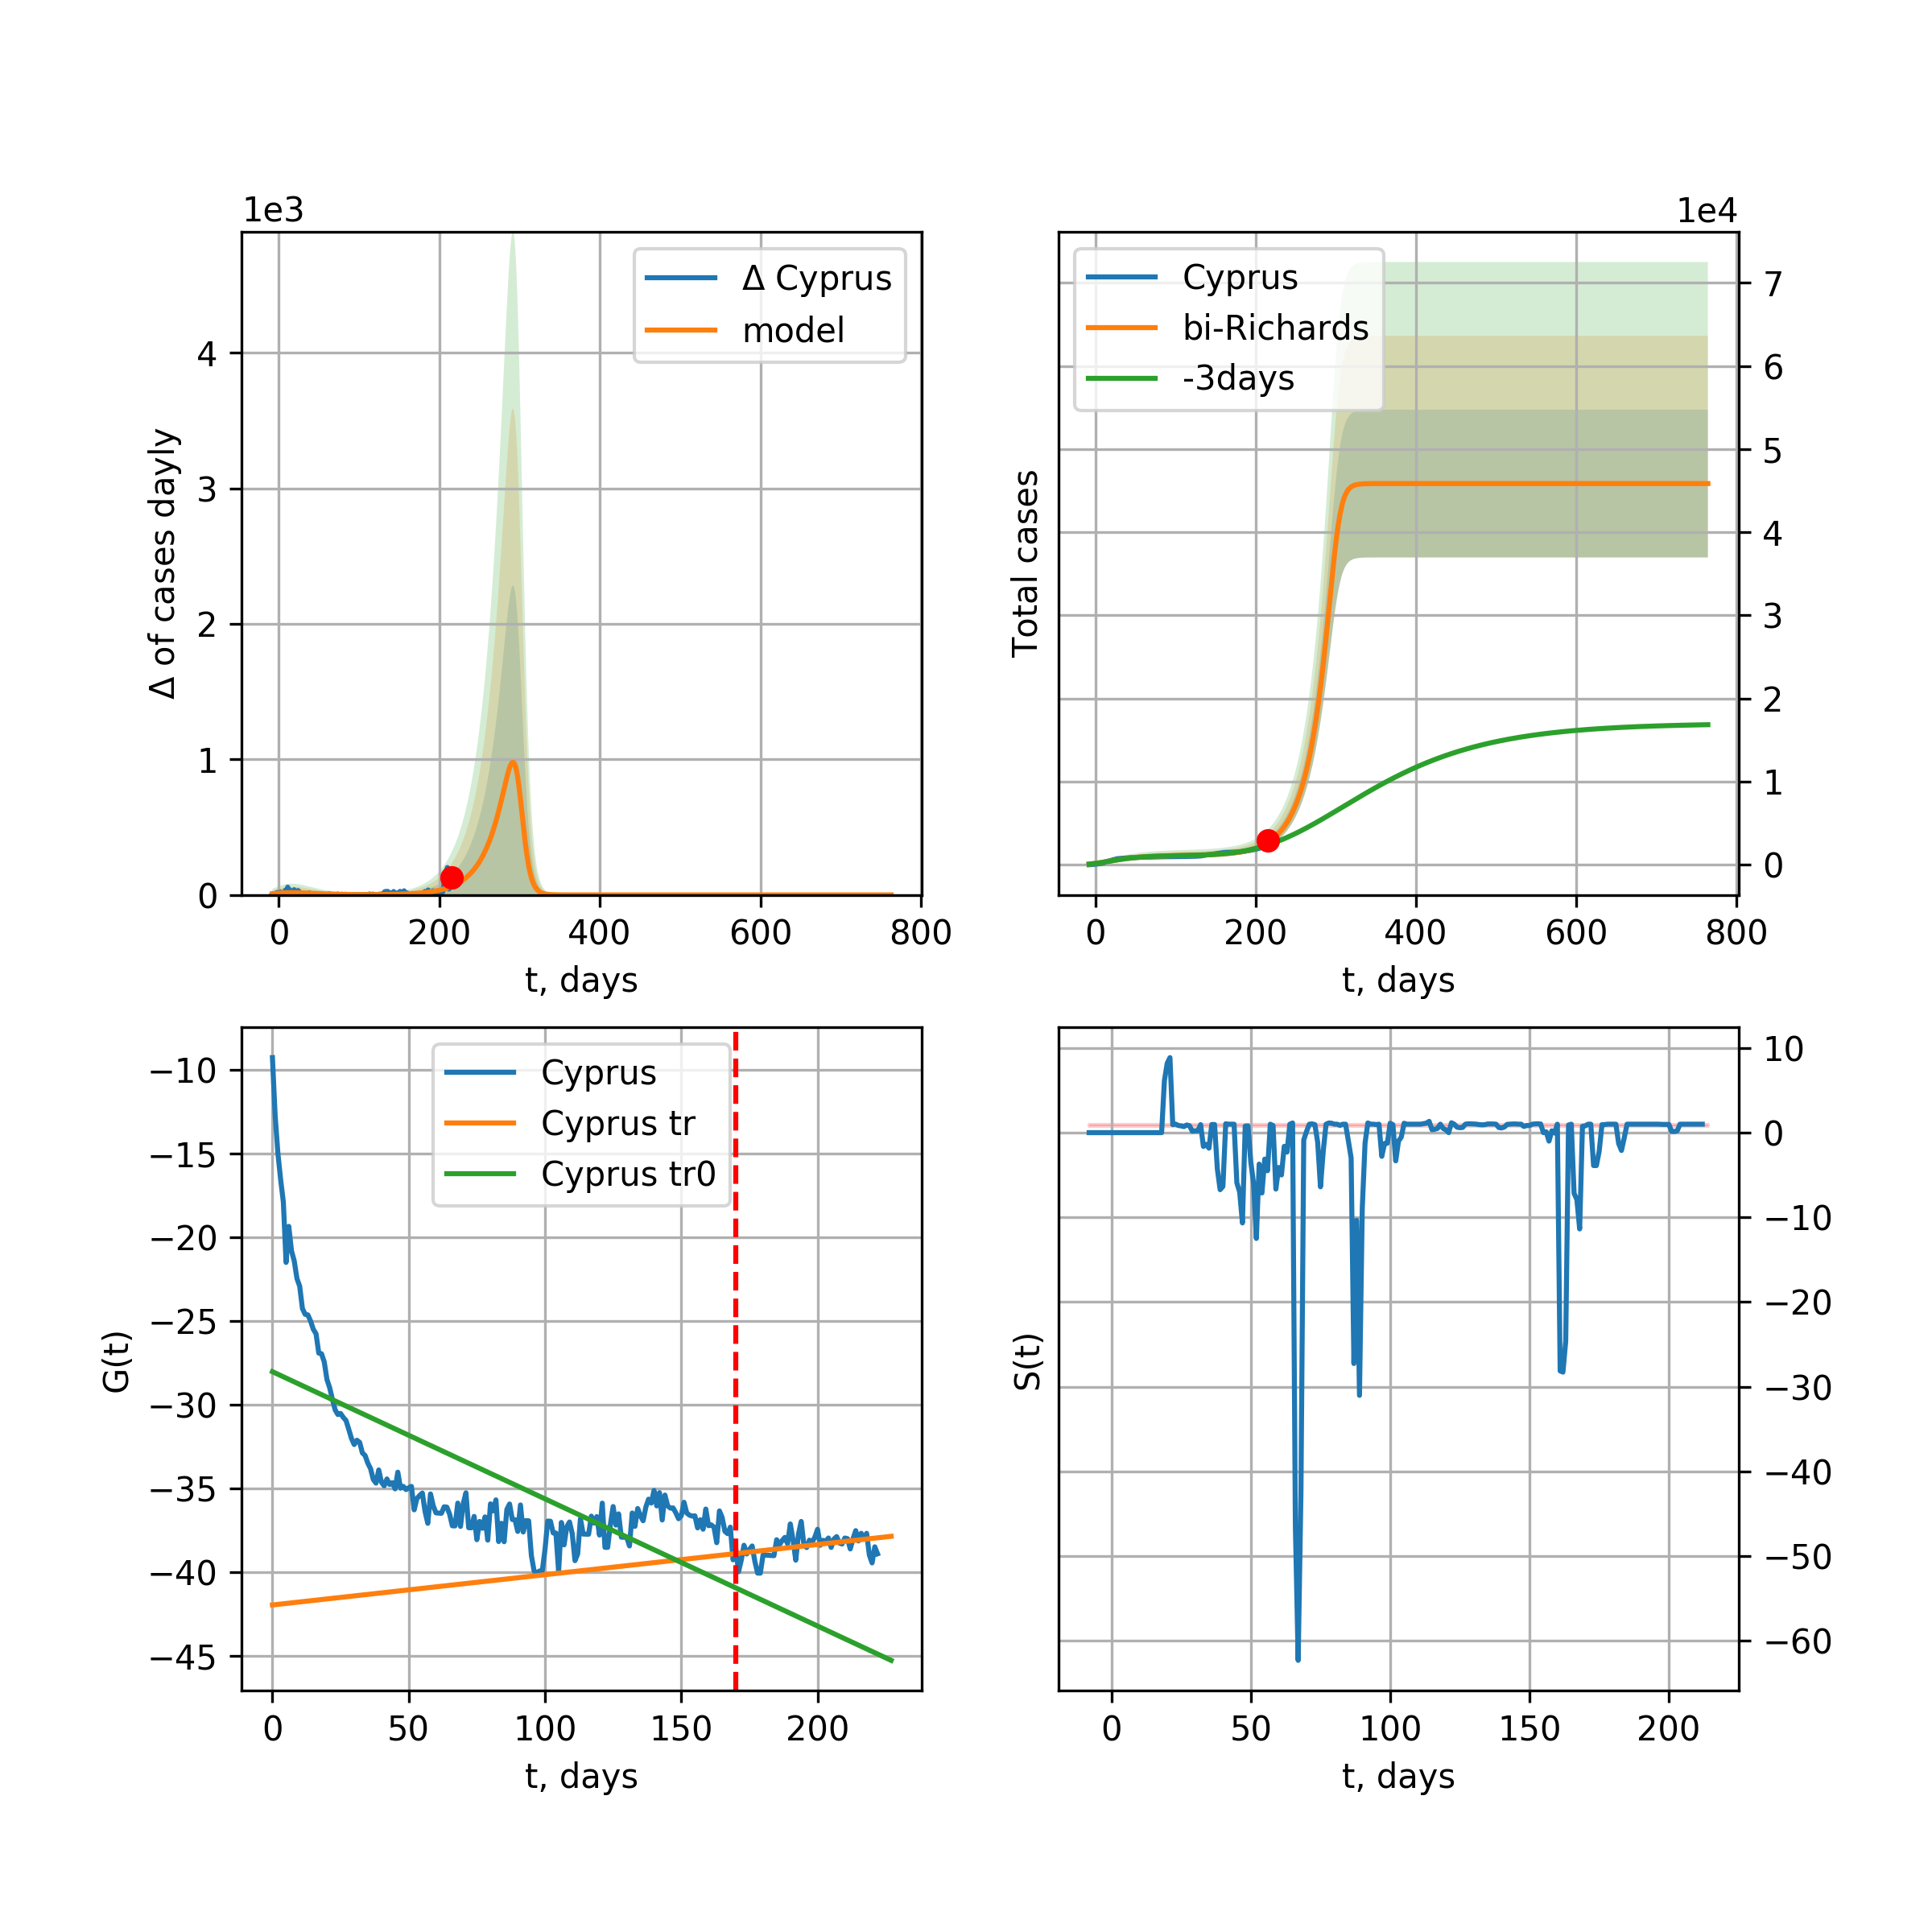 1e3
Δ of cases dayly
4
3
2
1
0
0 200 400 600 800
t, days
Δ Cyprus
model
1e4
Total cases
7
6
5
4
3
2
1
0
0 200 400 600 800
t, days
Cyprus
bi-Richards
-3days
G(t)
−10
−15
−20
−25
−30
−35
−40
−45
0 50 100 150 200
t, days
Cyprus
Cyprus tr
Cyprus tr0
S(t)
10
0
−10
−20
−30
−40
−50
−60
0 50 100 150 200
t, days